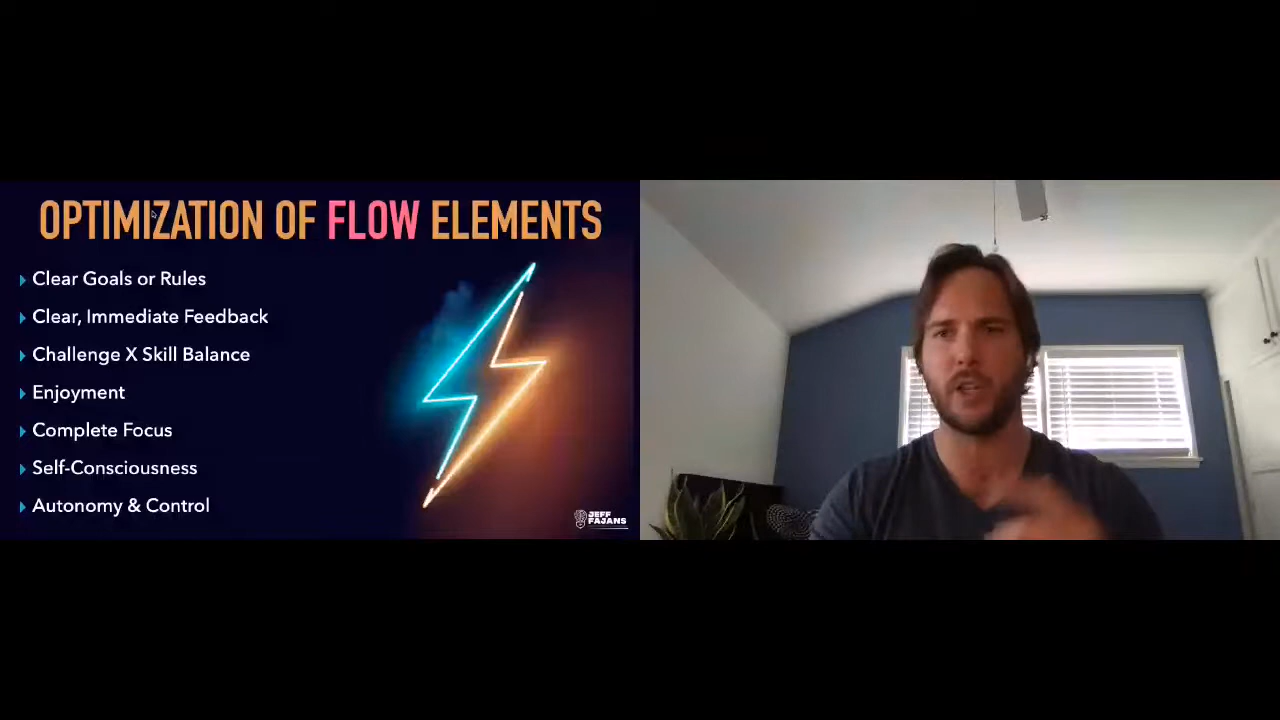 OPTIMIZATION OF FLOW ELEMENTS
Clear Goals or Rules
Clear, Immediate Feedback
Challenge X Skill Balance
Enjoyment
Complete Focus
Self-Consciousness
Autonomy & Control
JEFF
FAJANS